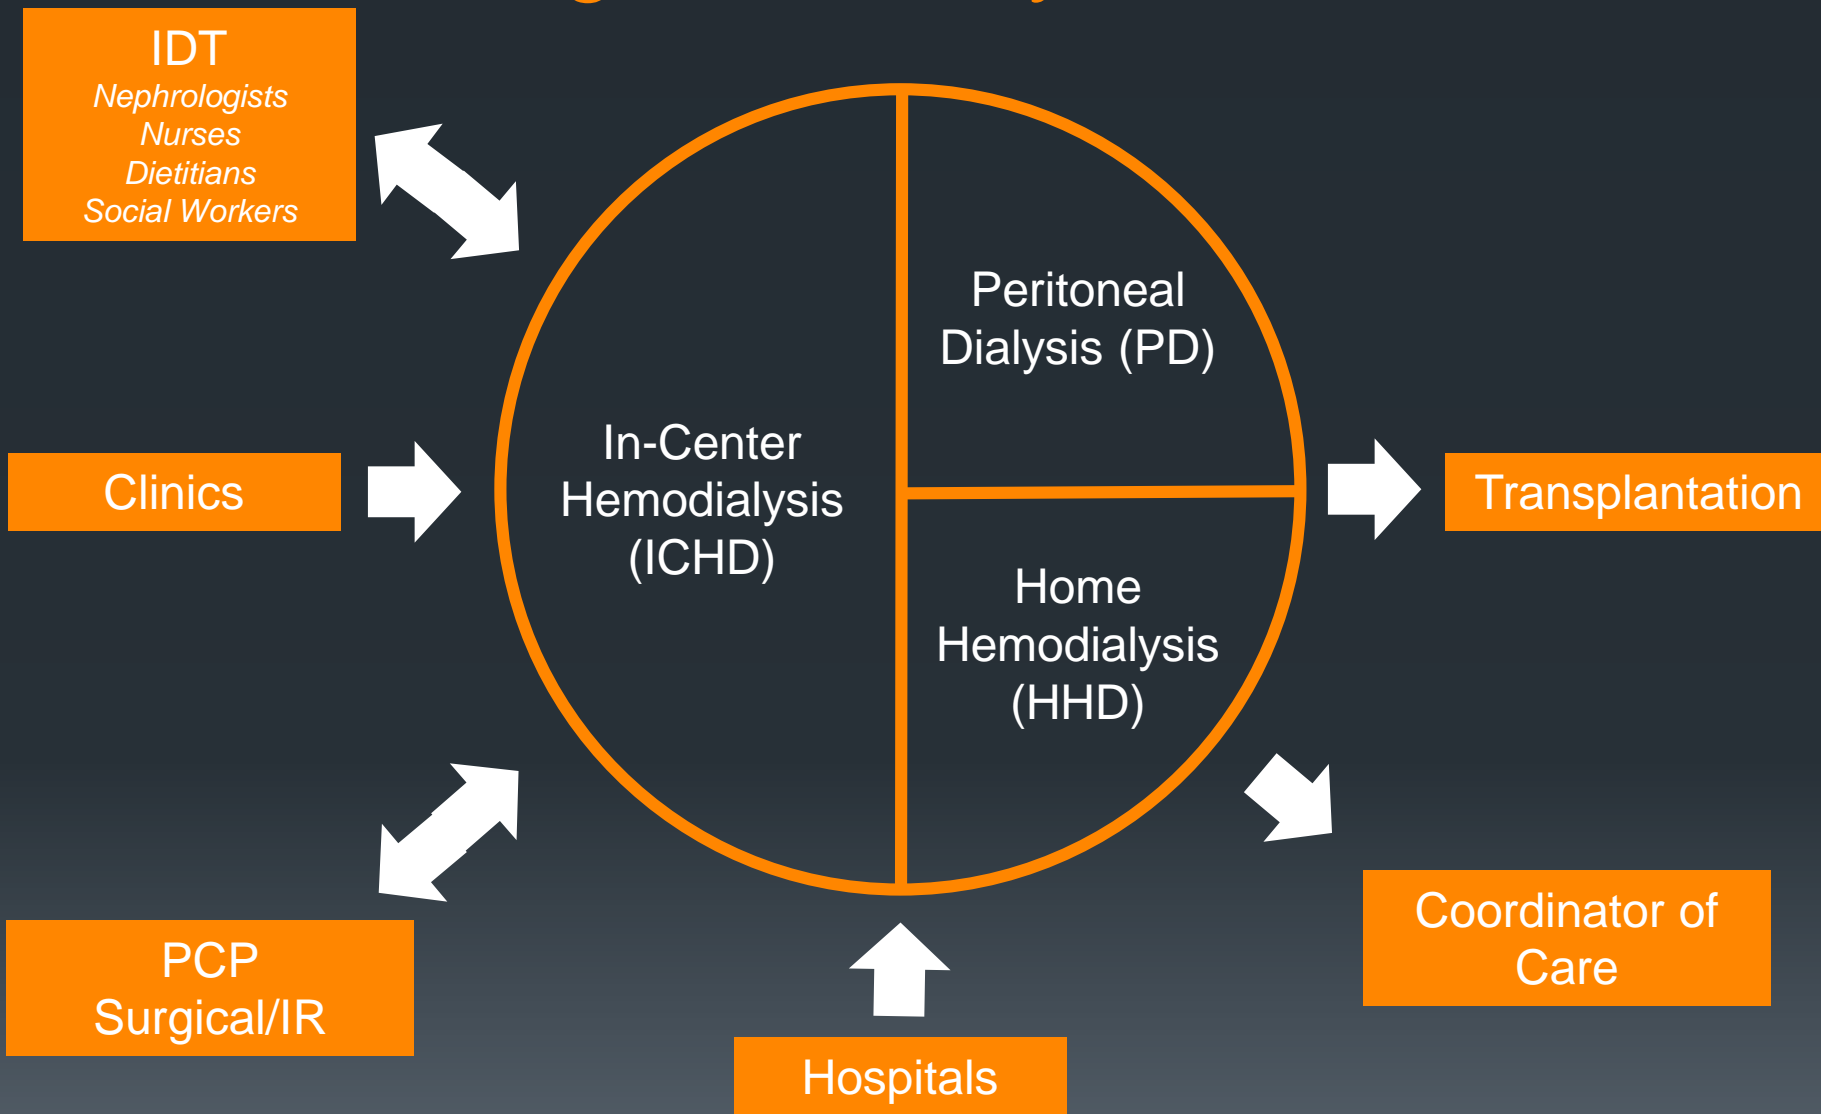 IDT
Nephrologists
Nurses
Dietitians
Social Workers
Peritoneal
Dialysis (PD)
In-Center
Hemodialysis
(ICHD)
Clinics
Transplantation
Home
Hemodialysis
(HHD)
PCP
Surgical/IR
Coordinator of
Care
Hospitals